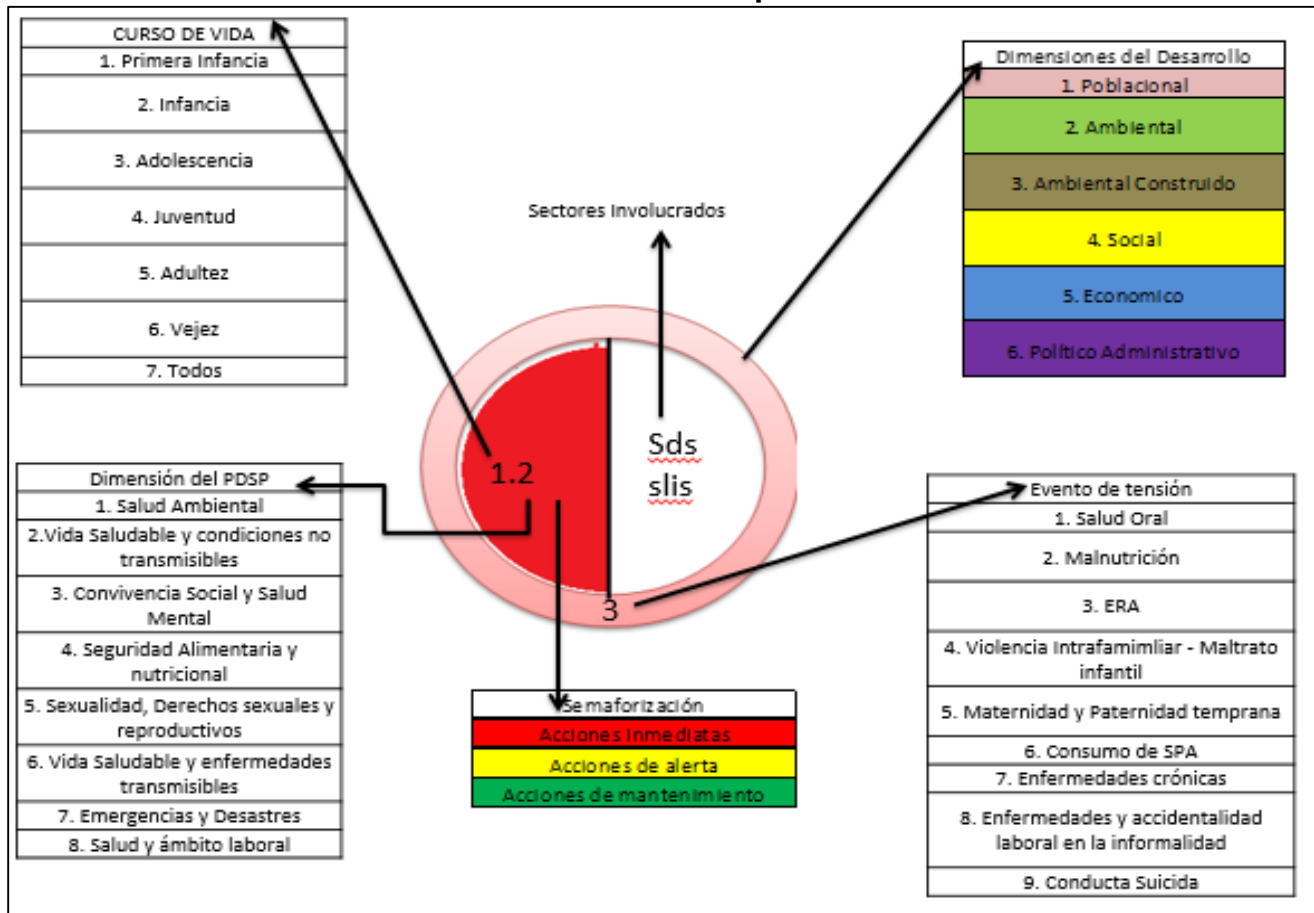 CURSO DE VIDA
1. Primera Infancia
2. Infancia
3. Adolescencia
4. Juventud
5. Adultez
6. Vejez
7. Todos
Dimensiones del Desarrollo
1. Poblacional
2. Ambiental
3. Ambiental Construido
4. Social
5. Economico
6. Político Administrativo
Sectores Involucrados
1.2
Sds
slis
3
Dimensión del PDSP
1. Salud Ambiental
2.Vida Saludable y condiciones no
transmisibles
3. Convivencia Social y Salud
Mental
4. Seguridad Alimentaria y
nutricional
5. Sexualidad, Derechos sexuales y
reproductivos
6. Vida Saludable y enfermedades
transmisibles
7. Emergencias y Desastres
8. Salud y ámbito laboral
Semaforización
Acciones Inmediatas
Acciones de alerta
Acciones de mantenimiento
Evento de tensión
1. Salud Oral
2. Malnutrición
3. ERA
4. Violencia Intrafamimliar - Maltrato
infantil
5. Maternidad y Paternidad temprana
6. Consumo de SPA
7. Enfermedades crónicas
8. Enfermedades y accidentalidad
laboral en la informalidad
9. Conducta Suicida